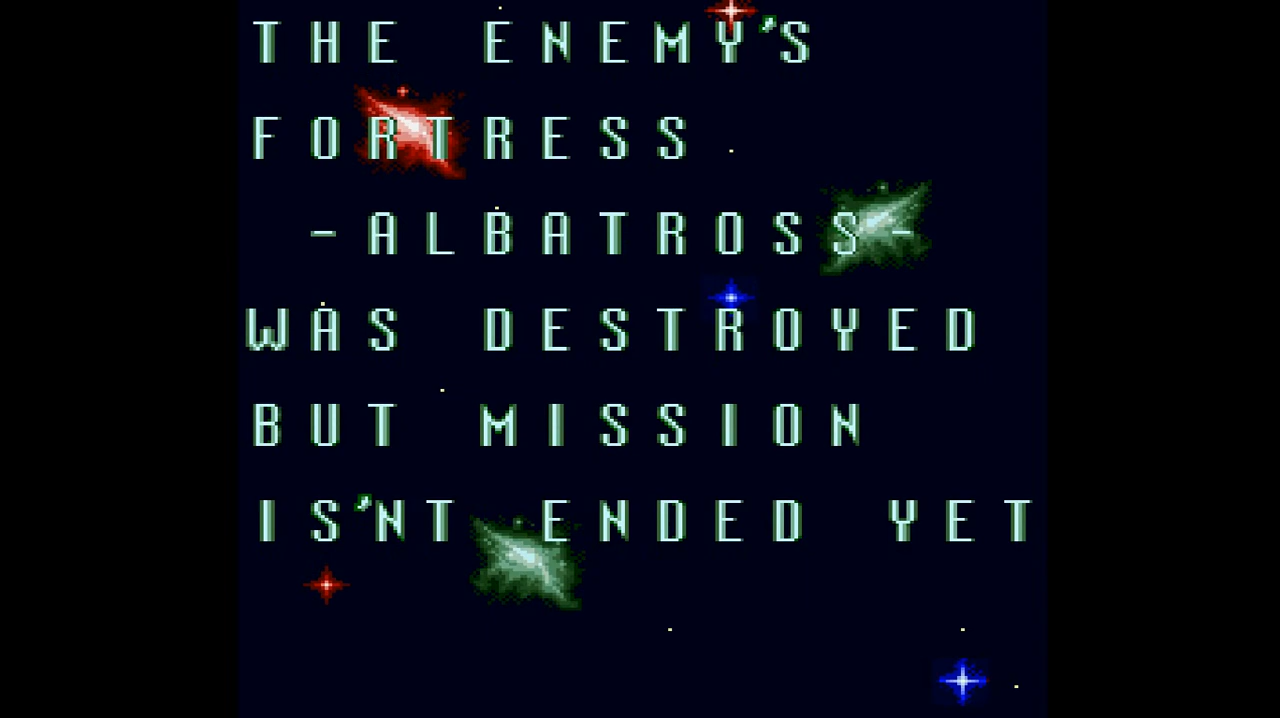 THE ENEMY'S
FORTRESS
-ALBATROSS-
WAS DESTROYED
BUT MISSION
IS'NT ENDED YET